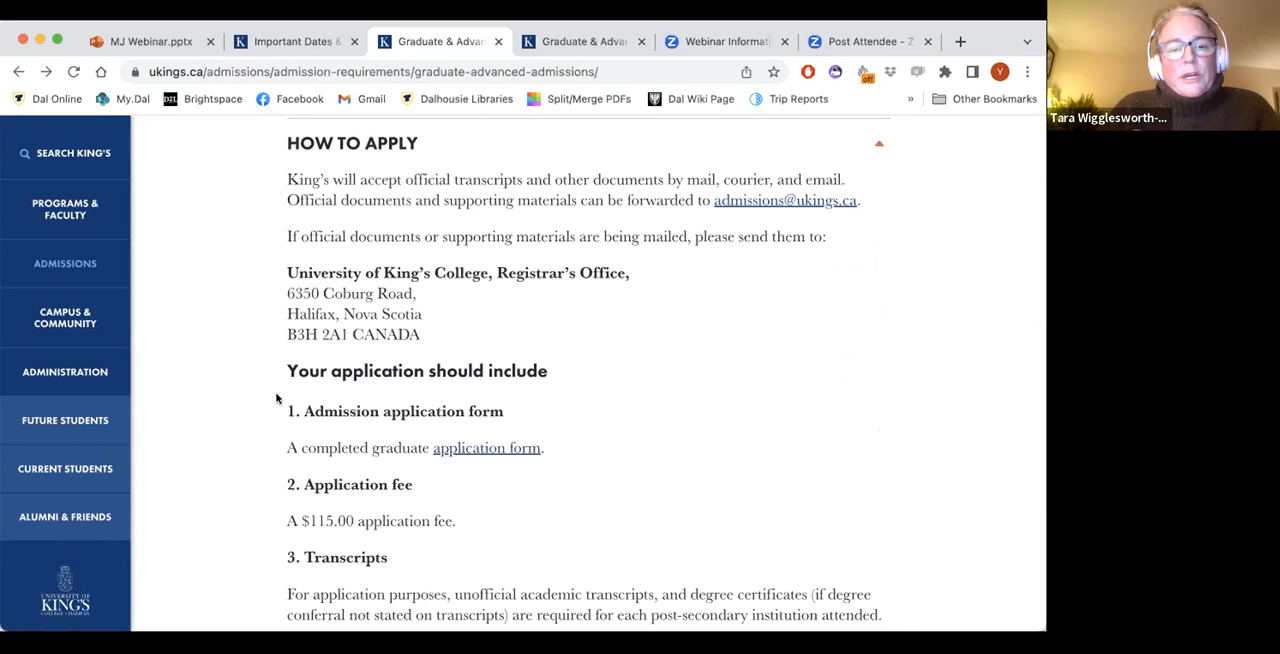 MJ Webinar.pptx
Important Dates &
Graduate & Advan
Graduate & Advan
Webinar Informati
Post Attendee - Z
ukings.ca/admissions/admission-requirements/graduate-advanced-admissions/
off
Y
Dal Online
My.Dal
D2L
Brightspace
Facebook
Gmail
Dalhousie Libraries
Split/Merge PDFs
Dal Wiki Page
Trip Reports
»
Other Bookmarks
Tara Wigglesworth-...
SEARCH KING'S
PROGRAMS &
FACULTY
ADMISSIONS
CAMPUS &
COMMUNITY
ADMINISTRATION
FUTURE STUDENTS
CURRENT STUDENTS
ALUMNI & FRIENDS
UNIVERSITY OF
KING'S
COLLEGE · HALIFAX
HOW TO APPLY
King's will accept official transcripts and other documents by mail, courier, and email.
Official documents and supporting materials can be forwarded to admissions@ukings.ca.
If official documents or supporting materials are being mailed, please send them to:
University of King's College, Registrar's Office,
6350 Coburg Road,
Halifax, Nova Scotia
B3H 2A1 CANADA
Your application should include
1. Admission application form
A completed graduate application form.
2. Application fee
A $115.00 application fee.
3. Transcripts
For application purposes, unofficial academic transcripts, and degree certificates (if degree
conferral not stated on transcripts) are required for each post-secondary institution attended.